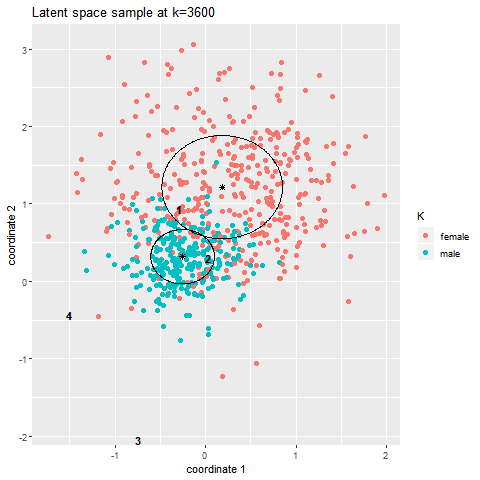 Latent space sample at k=3600
3
2
1
0
-1
-2
coordinate 2
1
2
4
3
-1
0
1
2
coordinate 1
K
female
male